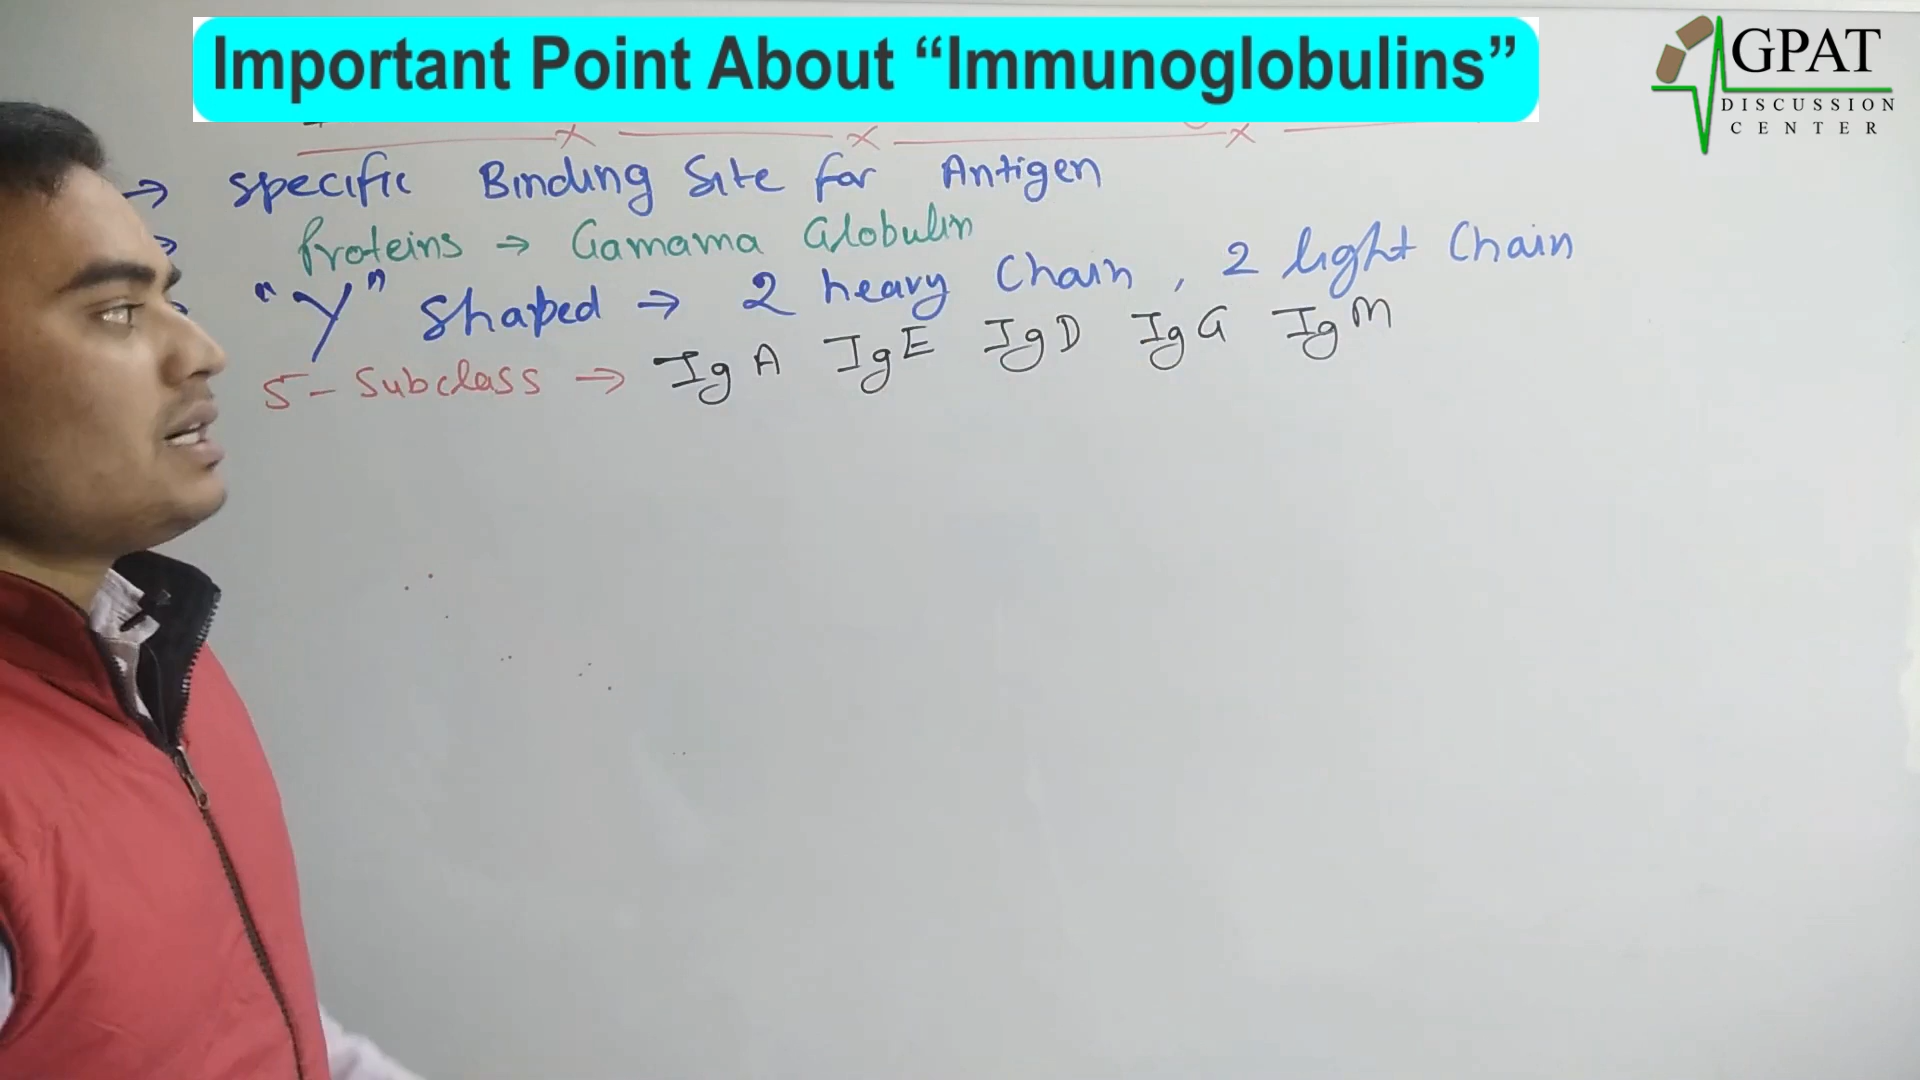 Important Point About “Immunoglobulins”
GPAT
DISCUSSION
CENTER
→ Specific Binding Site for Antigen
→ Proteins → Gamama Globulin
"Y" Shaped → 2 heavy Chain , 2 light Chain
5 - Subclass → IgA IgE IgD IgG IgM